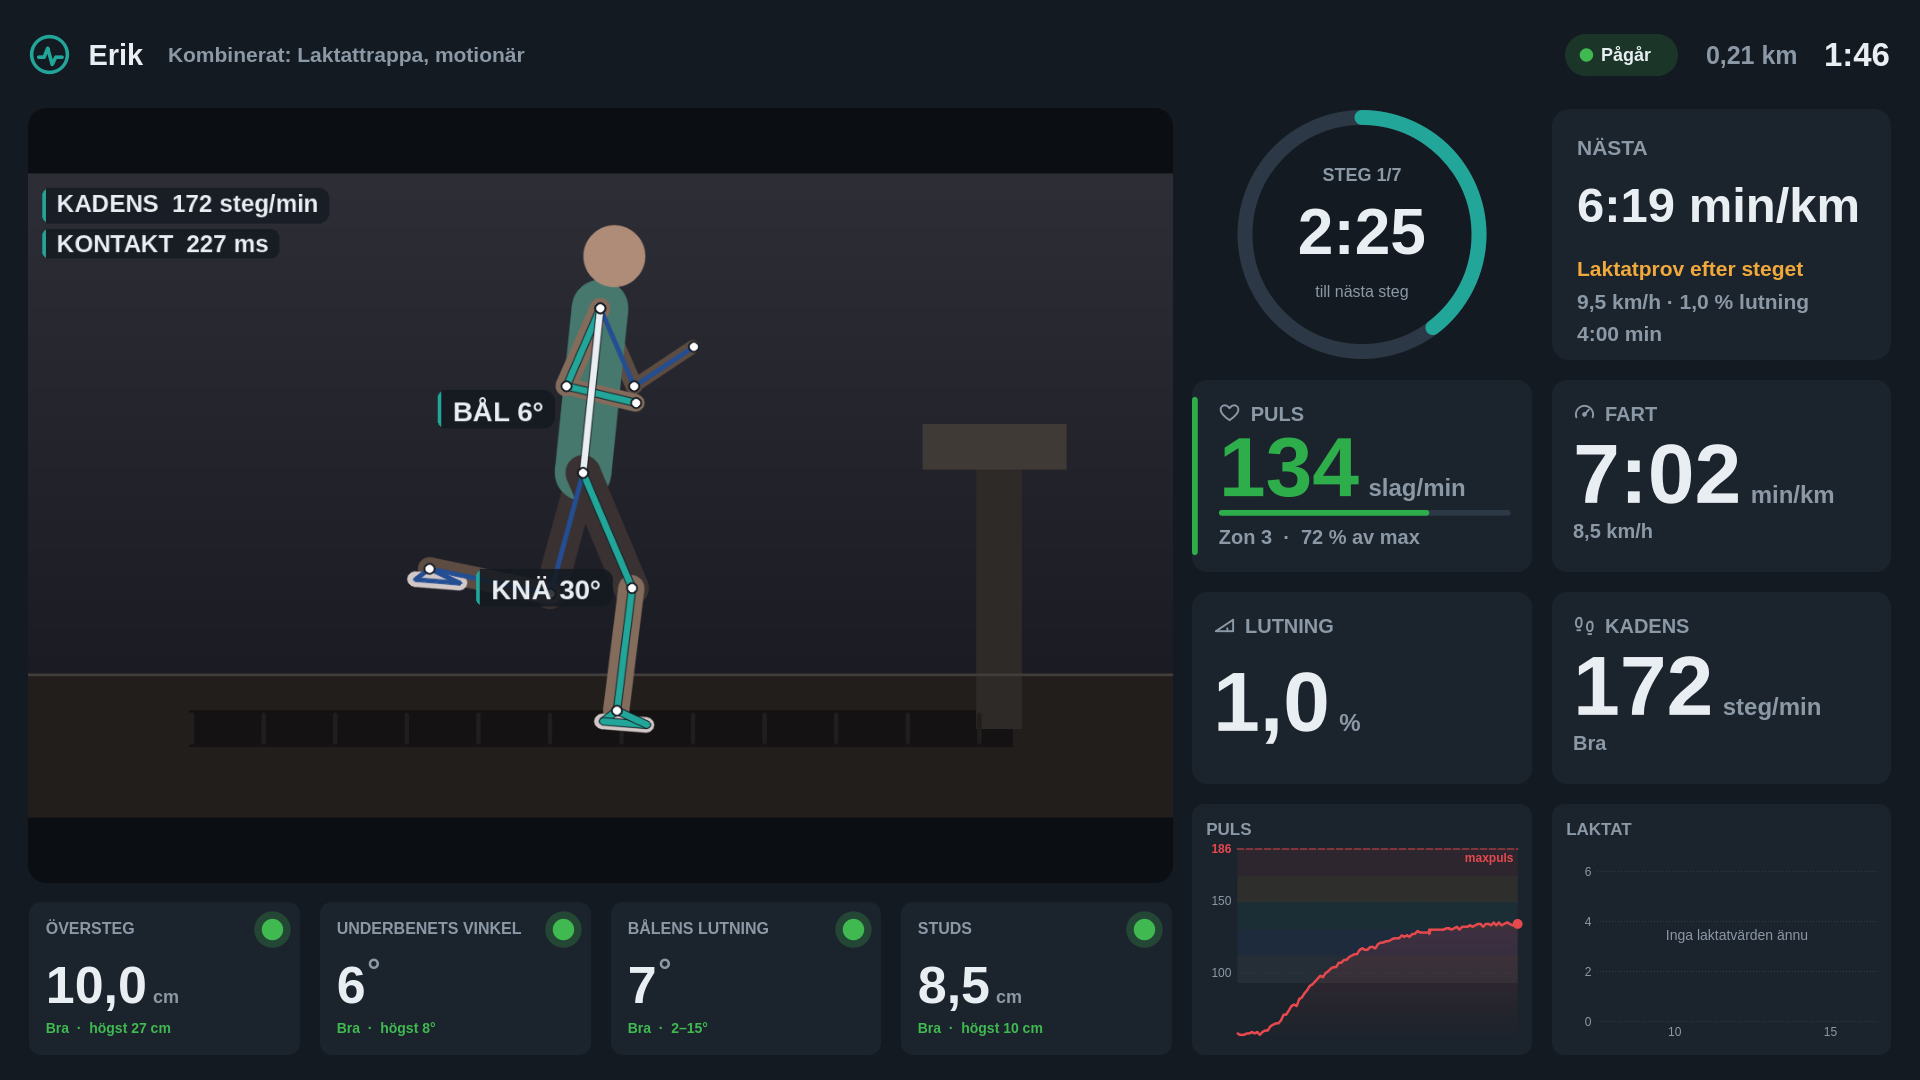 Erik
Kombinerat: Laktattrappa, motionär
Pågår
0,21 km
1:46
KADENS 172 steg/min
KONTAKT 227 ms
BÅL 6°
KNÄ 30°
STEG 1/7
2:25
till nästa steg
NÄSTA
6:19 min/km
Laktatprov efter steget
9,5 km/h · 1,0 % lutning
4:00 min
PULS
134 slag/min
Zon 3 · 72 % av max
FART
7:02 min/km
8,5 km/h
LUTNING
1,0 %
KADENS
172 steg/min
Bra
ÖVERSTEG
10,0 cm
Bra · högst 27 cm
UNDERBENETS VINKEL
6°
Bra · högst 8°
BÅLENS LUTNING
7°
Bra · 2–15°
STUDS
8,5 cm
Bra · högst 10 cm
PULS
186
maxpuls
150
100
LAKTAT
6
4
Inga laktatvärden ännu
2
0
10 15